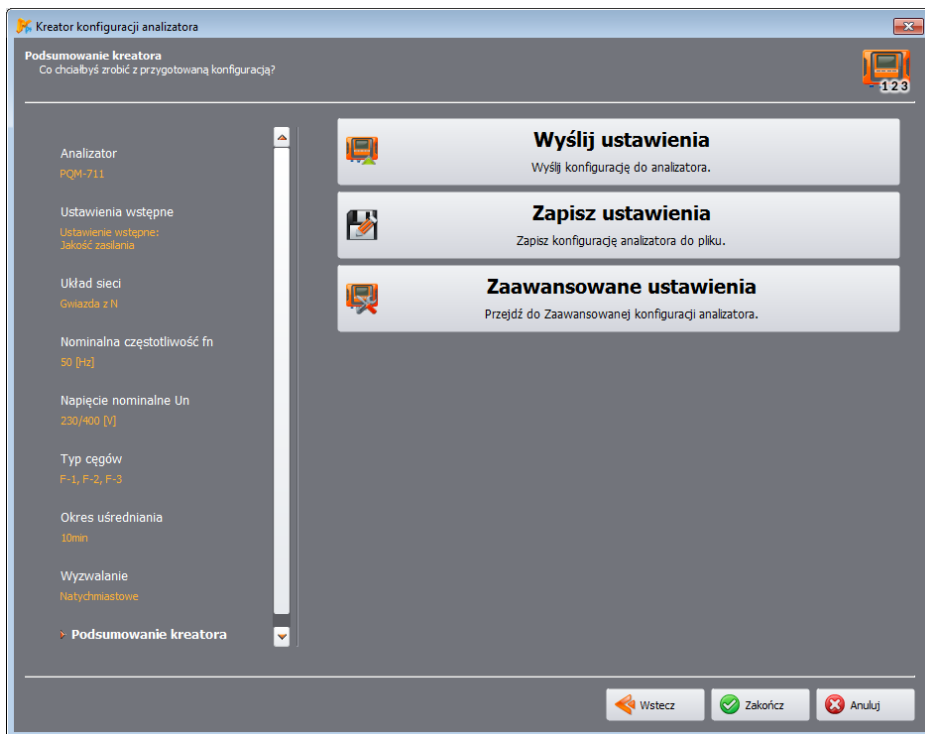 Kreator konfiguracji analizatora
Podsumowanie kreatora
Co chciałbyś zrobić z przygotowaną konfiguracją?
123
Analizator
PQM-711
Ustawienia wstępne
Ustawienie wstępne:
Jakość zasilania
Układ sieci
Gwiazda z N
Nominalna częstotliwość fn
50 [Hz]
Napięcie nominalne Un
230/400 [V]
Typ cęgów
F-1, F-2, F-3
Okres uśredniania
10min
Wyzwalanie
Natychmiastowe
Podsumowanie kreatora
Wyślij ustawienia
Wyślij konfigurację do analizatora.
Zapisz ustawienia
Zapisz konfigurację analizatora do pliku.
Zaawansowane ustawienia
Przejdź do Zaawansowanej konfiguracji analizatora.
Wstecz
Zakończ
Anuluj